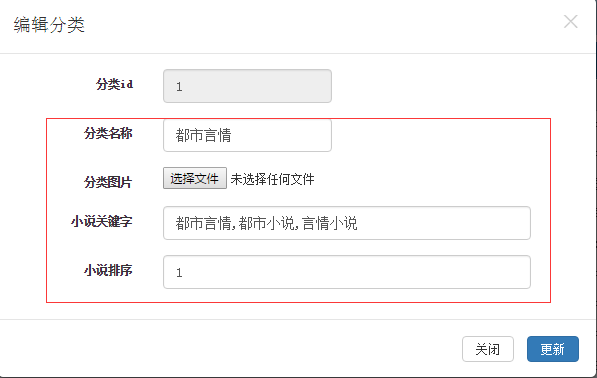 编辑分类
分类id 1
分类名称 都市言情
分类图片 选择文件 未选择任何文件
小说关键字 都市言情,都市小说,言情小说
小说排序 1
关闭 更新